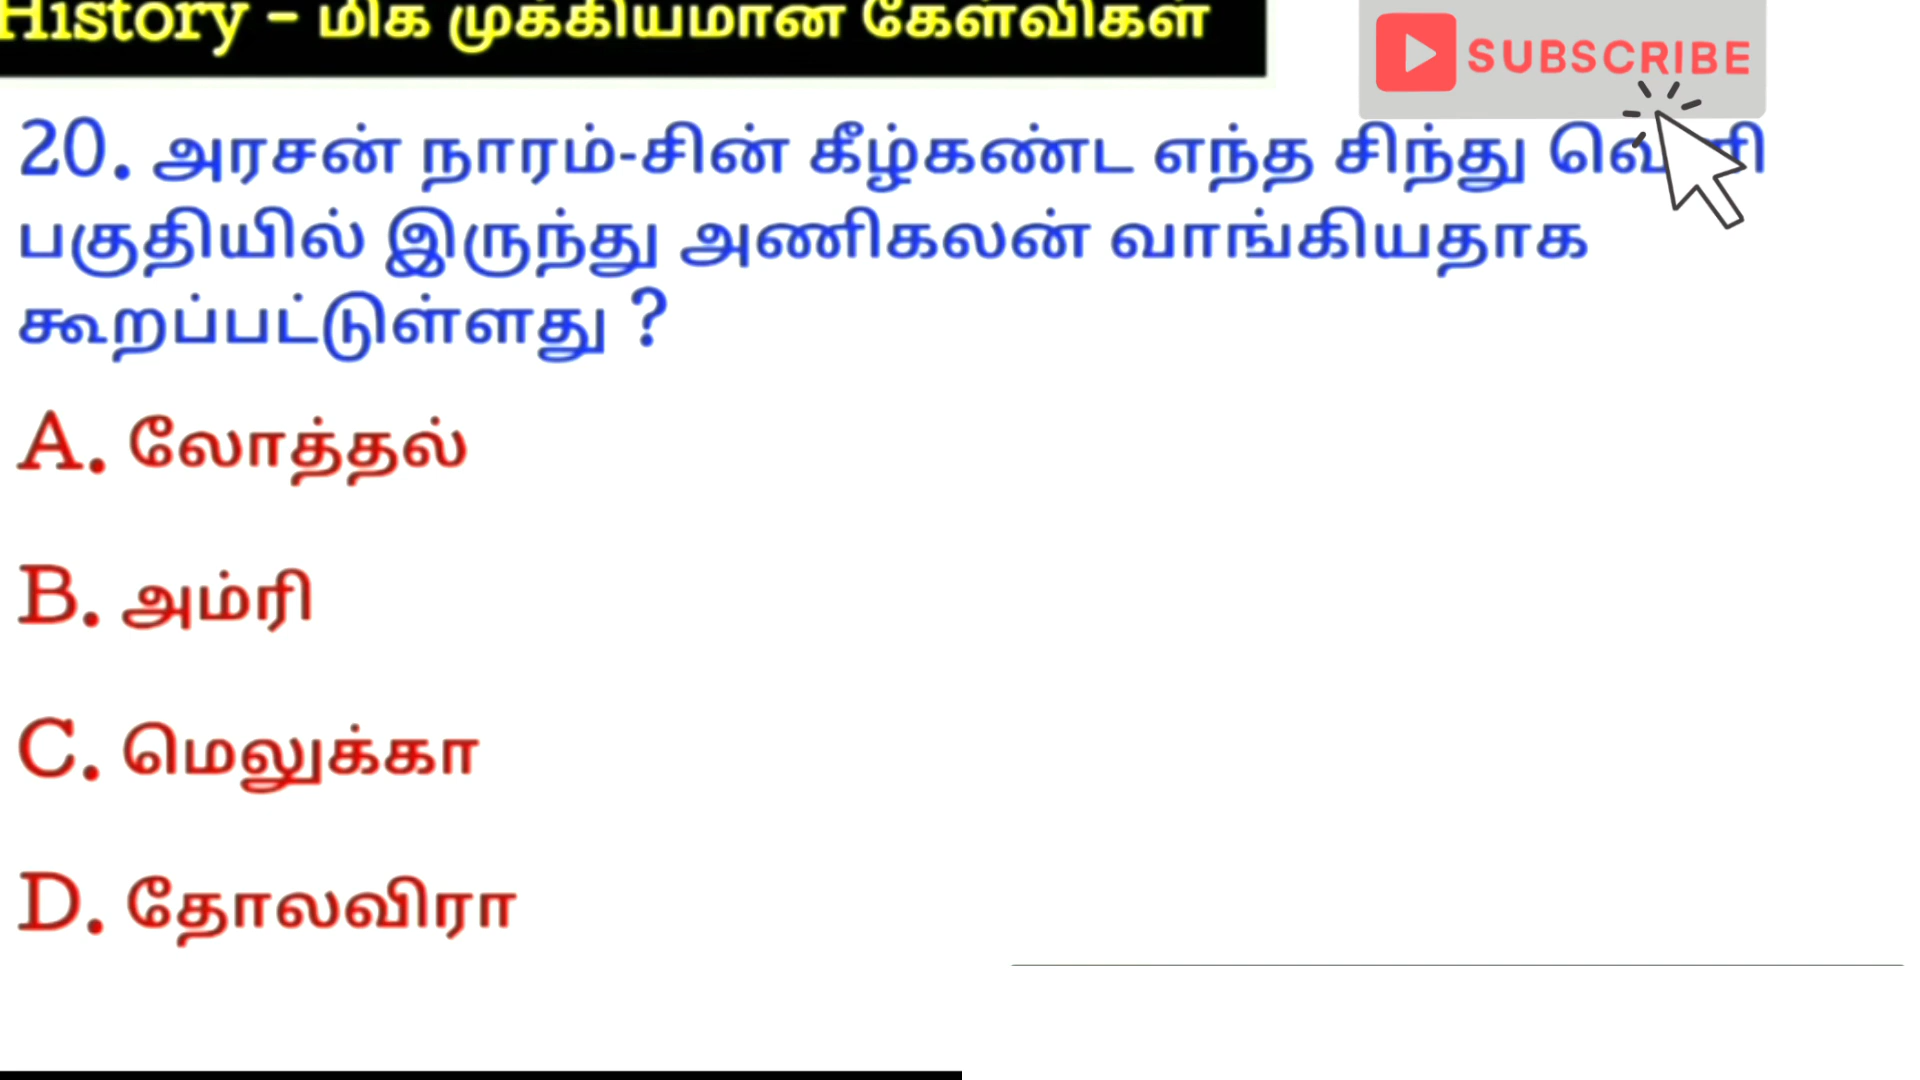 History - மிக முக்கியமான கேள்விகள்
SUBSCRIBE
20. அரசன் நாரம்-சின் கீழ்கண்ட எந்த சிந்து
பகுதியில் இருந்து அணிகலன் வாங்கியதாக
கூறப்பட்டுள்ளது ?
A. லோத்தல்
B. அம்ரி
C. மெலுக்கா
D. தோலவிரா